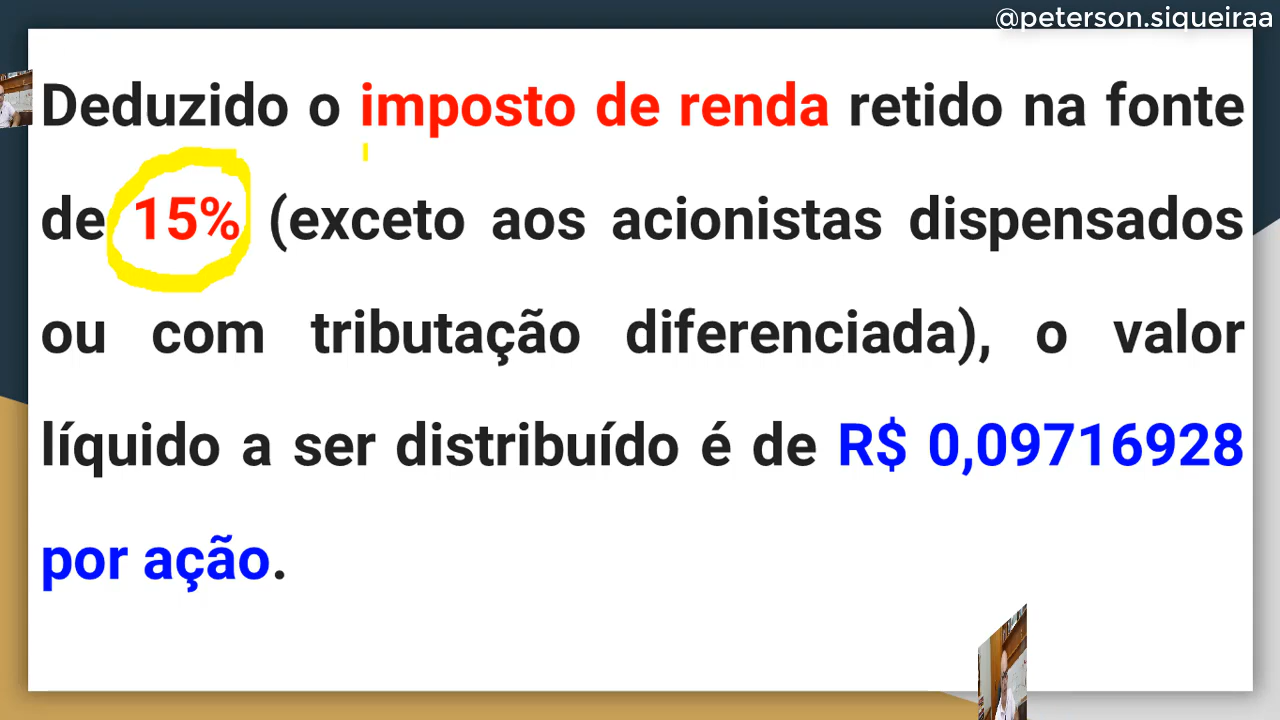 @peterson.siqueiraa
Deduzido o imposto de renda retido na fonte
de 15% (exceto aos acionistas dispensados
ou com tributação diferenciada), o valor
líquido a ser distribuído é de R$ 0,09716928
por ação.